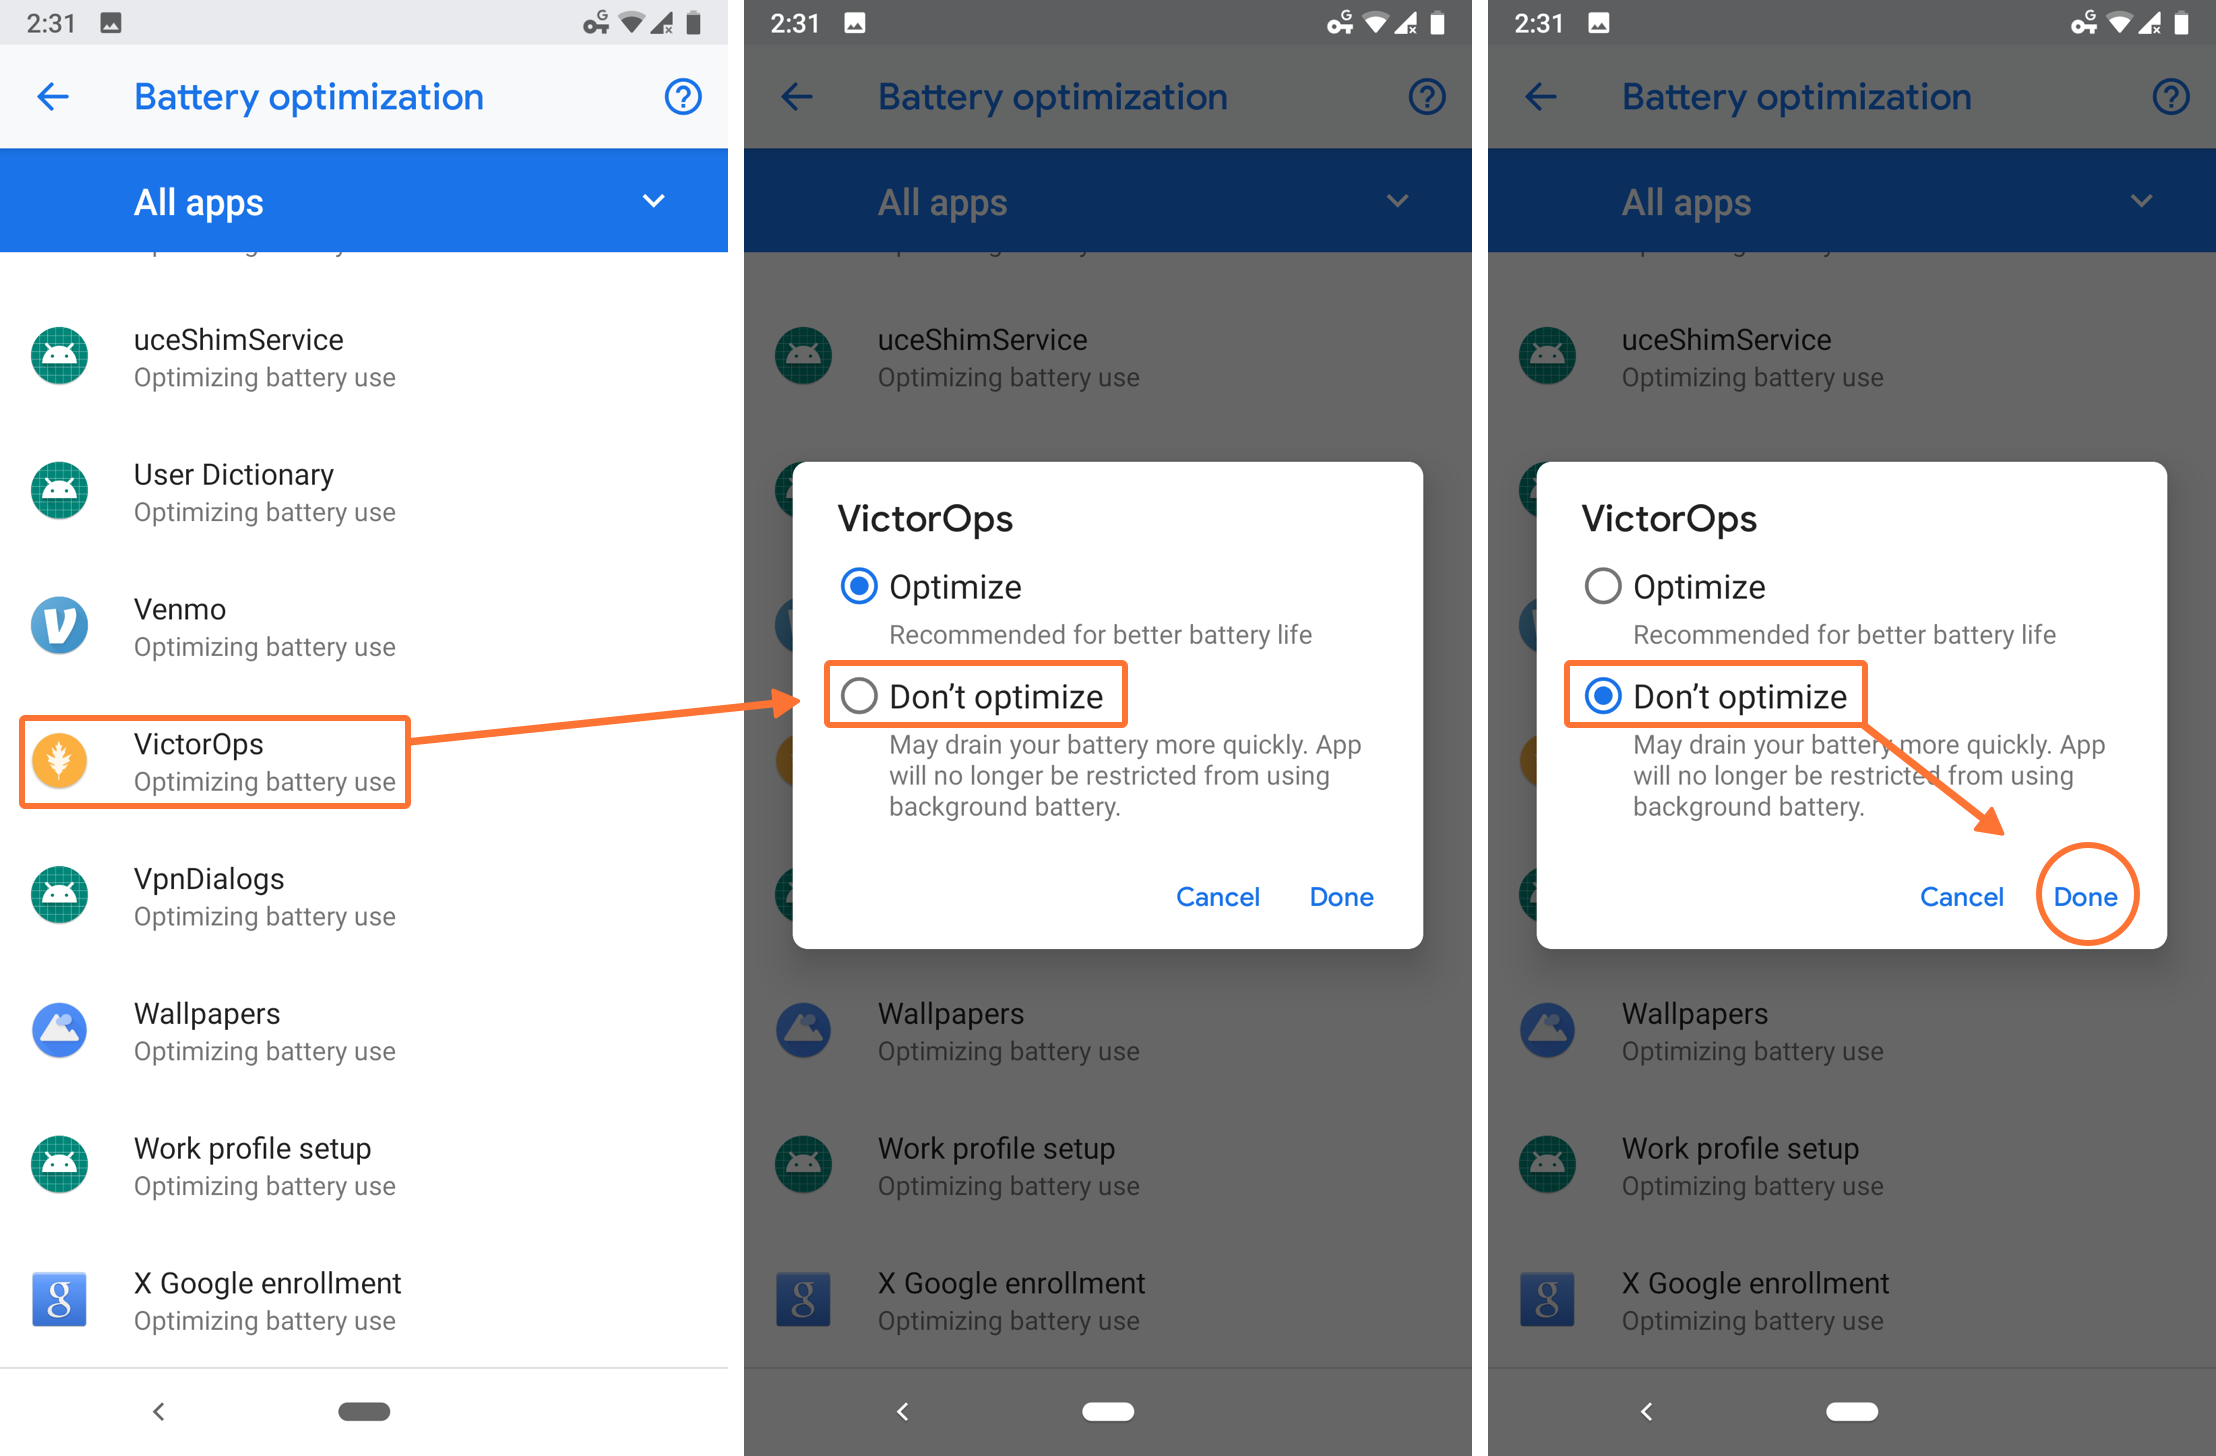 2:31
Battery optimization
All apps
uceShimService
Optimizing battery use
User Dictionary
Optimizing battery use
Venmo
Optimizing battery use
VictorOps
Optimizing battery use
VpnDialogs
Optimizing battery use
Wallpapers
Optimizing battery use
Work profile setup
Optimizing battery use
X Google enrollment
Optimizing battery use
2:31
Battery optimization
All apps
uceShimService
Optimizing battery use
VictorOps
Optimize
Recommended for better battery life
Don’t optimize
May drain your battery more quickly. App
will no longer be restricted from using
background battery.
Cancel Done
Wallpapers
Optimizing battery use
Work profile setup
Optimizing battery use
X Google enrollment
Optimizing battery use
2:31
Battery optimization
All apps
uceShimService
Optimizing battery use
VictorOps
Optimize
Recommended for better battery life
Don’t optimize
May drain your battery more quickly. App
will no longer be restricted from using
background battery.
Cancel Done
Wallpapers
Optimizing battery use
Work profile setup
Optimizing battery use
X Google enrollment
Optimizing battery use